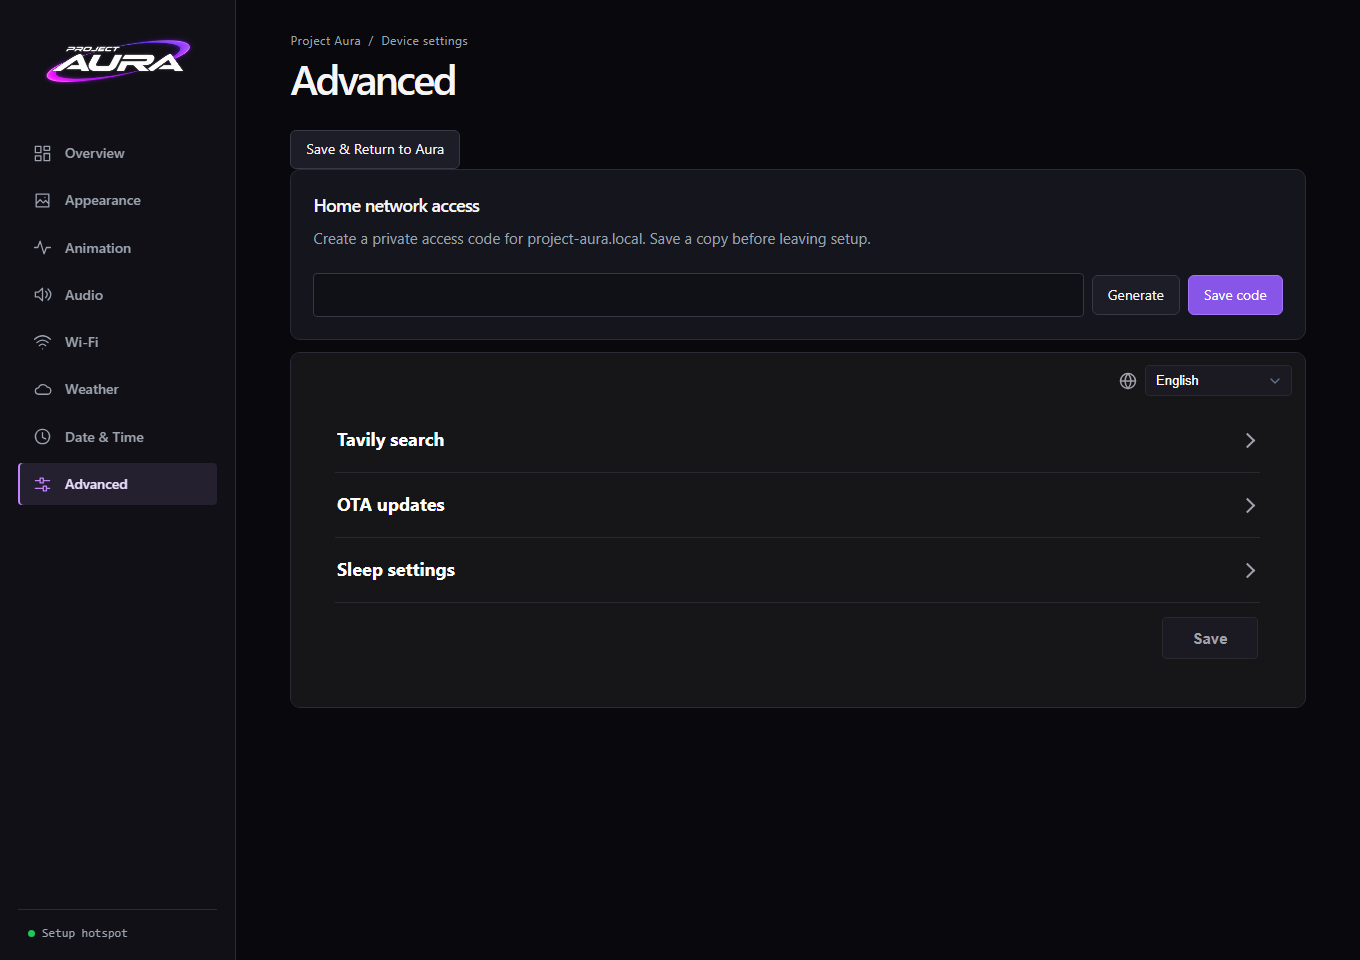 PROJECT
AURA
Overview
Appearance
Animation
Audio
Wi-Fi
Weather
Date & Time
Advanced
Setup hotspot
Project Aura / Device settings
Advanced
Save & Return to Aura
Home network access
Create a private access code for project-aura.local. Save a copy before leaving setup.
Generate
Save code
English
Tavily search
OTA updates
Sleep settings
Save